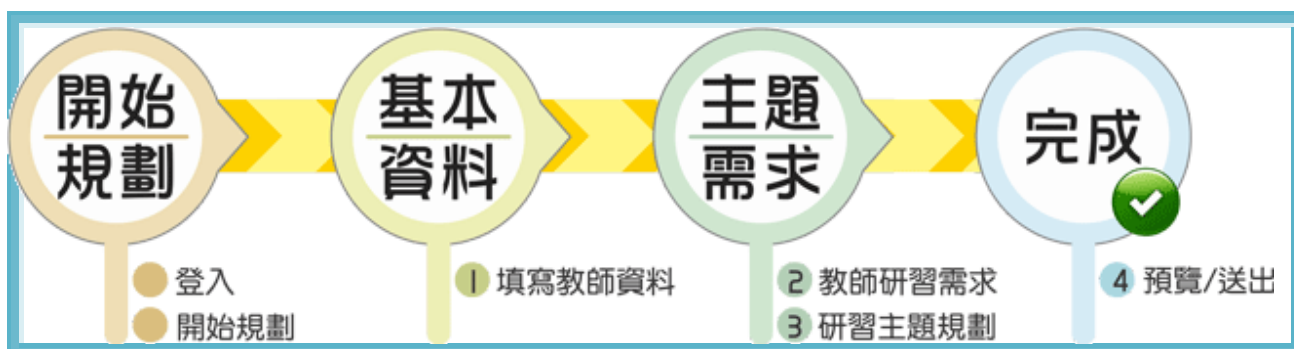 開始
規劃
登入
開始規劃
基本
資料
1 填寫教師資料
主題
需求
2 教師研習需求
3 研習主題規劃
完成
4 預覽/送出